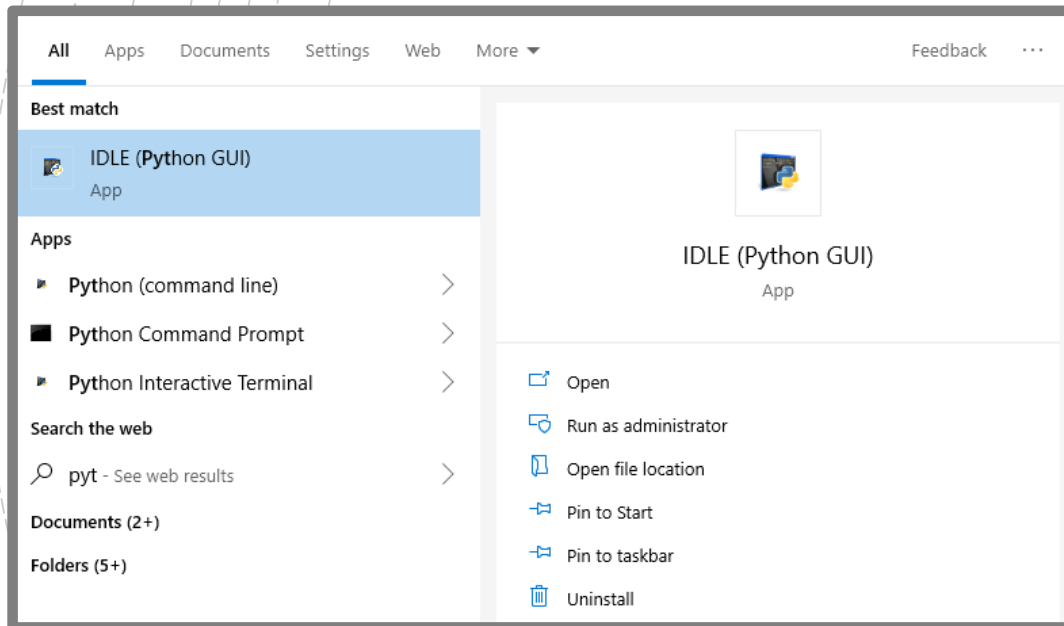 All Apps Documents Settings Web More Feedback ...
Best match
IDLE (Python GUI)
App
Apps
Python (command line)
Python Command Prompt
Python Interactive Terminal
Search the web
pyt - See web results
Documents (2+)
Folders (5+)
IDLE (Python GUI)
App
Open
Run as administrator
Open file location
Pin to Start
Pin to taskbar
Uninstall